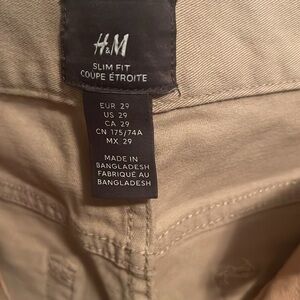 H&M
SLIM FIT
COUPE ÉTROITE
EUR 29
US 29
CA 29
CN 175/74A
MX 29
MADE IN
BANGLADESH
FABRIQUÉ AU
BANGLADESH